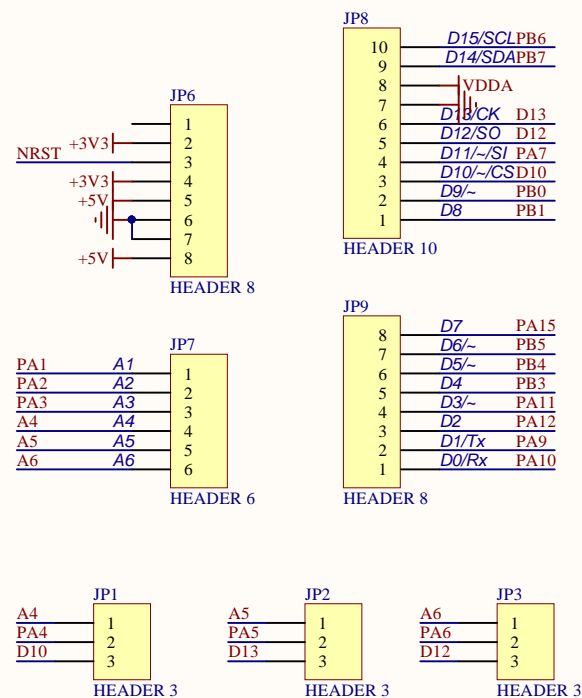 JP8
10 D15/SCL PB6
9 D14/SDA PB7
8 VDDA
7
6 D13/CK D13
5 D12/SO D12
4 D11/~/SI PA7
3 D10/~/CS D10
2 D9/~ PB0
1 D8 PB1
HEADER 10
JP6
1
+3V3 2
NRST 3
+3V3 4
+5V 5
6
7
+5V 8
HEADER 8
JP9
8 D7 PA15
7 D6/~ PB5
6 D5/~ PB4
5 D4 PB3
4 D3/~ PA11
3 D2 PA12
2 D1/Tx PA9
1 D0/Rx PA10
HEADER 8
JP7
PA1 A1 1
PA2 A2 2
PA3 A3 3
A4 A4 4
A5 A5 5
A6 A6 6
HEADER 6
JP1
A4 1
PA4 2
D10 3
HEADER 3
JP2
A5 1
PA5 2
D13 3
HEADER 3
JP3
A6 1
PA6 2
D12 3
HEADER 3